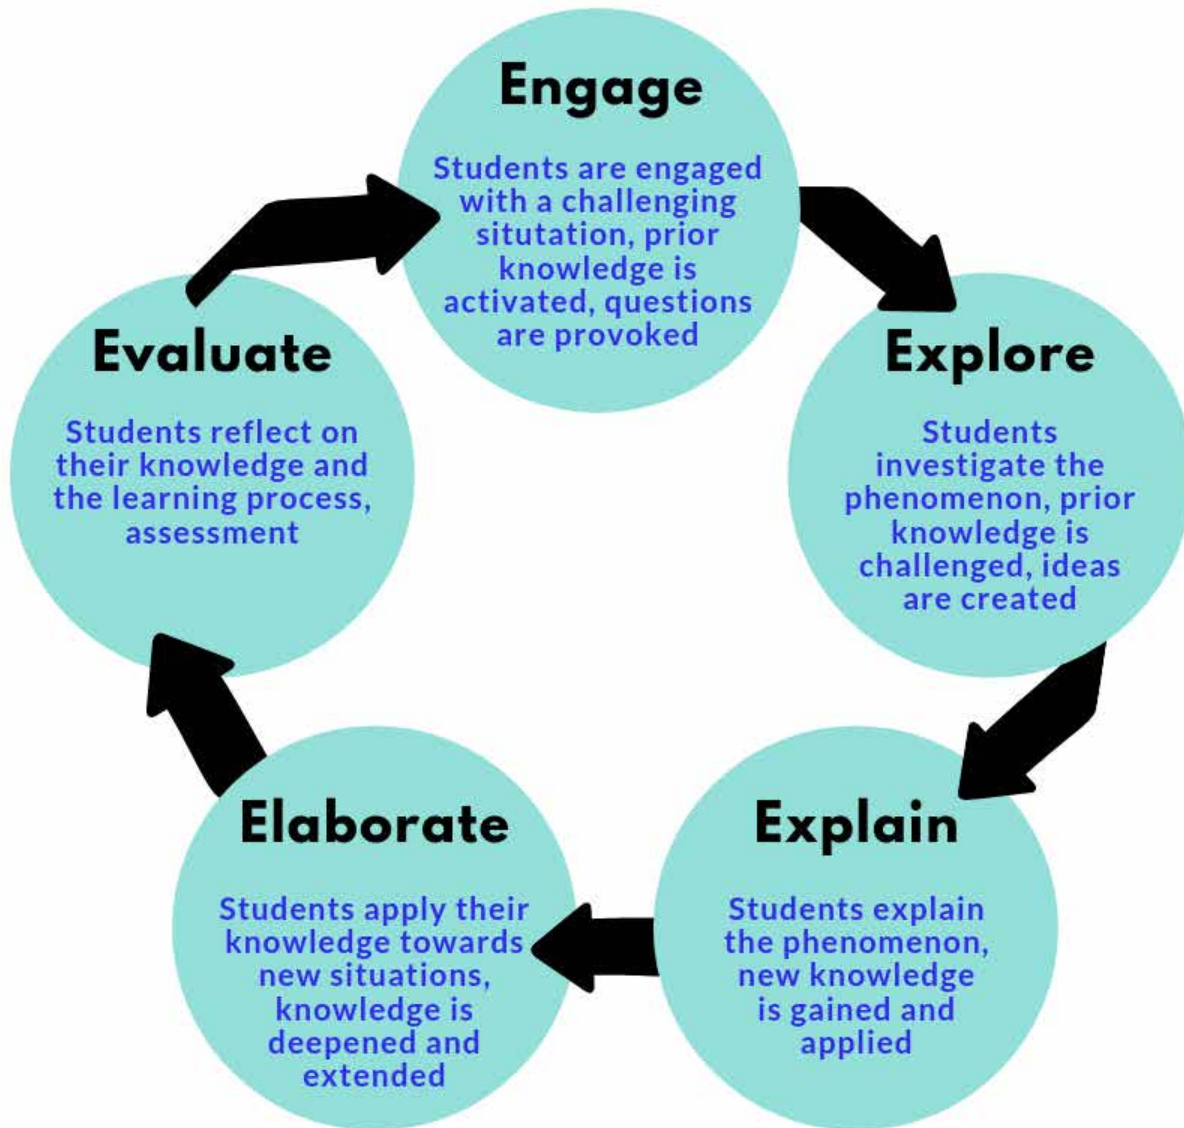 Engage
Students are engaged
with a challenging
situtation, prior
knowledge is
activated, questions
are provoked
Explore
Students
investigate the
phenomenon, prior
knowledge is
challenged, ideas
are created
Explain
Students explain
the phenomenon,
new knowledge
is gained and
applied
Elaborate
Students apply their
knowledge towards
new situations,
knowledge is
deepened and
extended
Evaluate
Students reflect on
their knowledge and
the learning process,
assessment